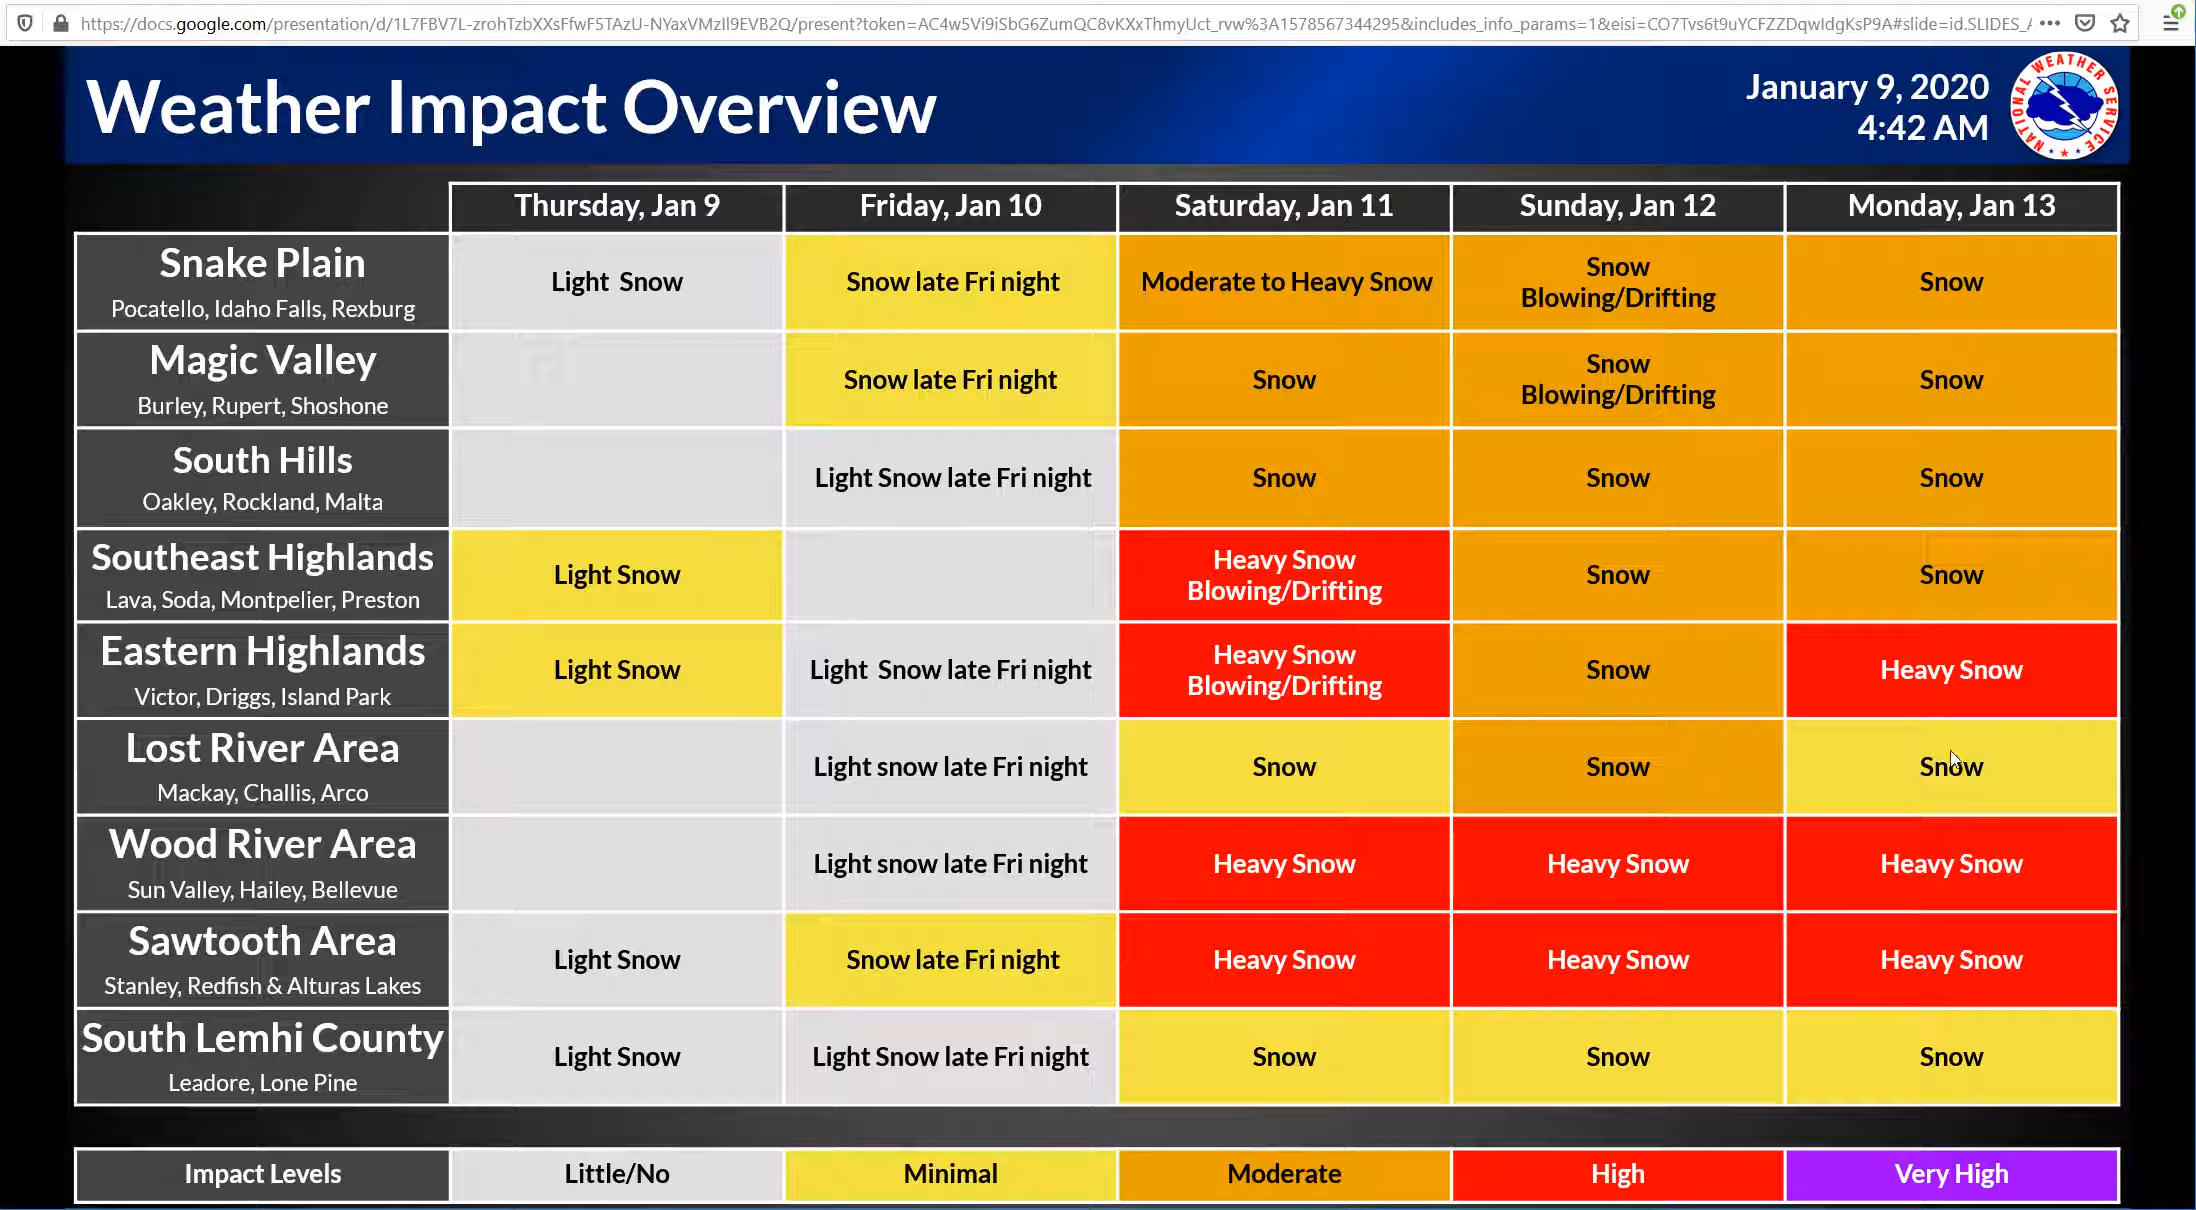 https://docs.google.com/presentation/d/1L7FBV7L-zrohTzbXXsFfwF5TAzU-NYaxVMzIl9EVB2Q/present?token=AC4w5Vi9iSbG6ZumQC8vKXxThmyUct_rvw%3A1578567344295&includes_info_params=1&eisi=CO7Tvs6t9uYCFZZDqwIdgKsP9A#slide=id.SLIDES_A
Weather Impact Overview
January 9, 2020
4:42 AM
NATIONAL WEATHER SERVICE
Thursday, Jan 9 Friday, Jan 10 Saturday, Jan 11 Sunday, Jan 12 Monday, Jan 13
Snake Plain
Pocatello, Idaho Falls, Rexburg
Light Snow
Snow late Fri night
Moderate to Heavy Snow
Snow
Blowing/Drifting
Snow
Magic Valley
Burley, Rupert, Shoshone
Snow late Fri night
Snow
Snow
Blowing/Drifting
Snow
South Hills
Oakley, Rockland, Malta
Light Snow late Fri night
Snow
Snow
Snow
Southeast Highlands
Lava, Soda, Montpelier, Preston
Light Snow
Heavy Snow
Blowing/Drifting
Snow
Snow
Eastern Highlands
Victor, Driggs, Island Park
Light Snow
Light Snow late Fri night
Heavy Snow
Blowing/Drifting
Snow
Heavy Snow
Lost River Area
Mackay, Challis, Arco
Light snow late Fri night
Snow
Snow
Snow
Wood River Area
Sun Valley, Hailey, Bellevue
Light snow late Fri night
Heavy Snow
Heavy Snow
Heavy Snow
Sawtooth Area
Stanley, Redfish & Alturas Lakes
Light Snow
Snow late Fri night
Heavy Snow
Heavy Snow
Heavy Snow
South Lemhi County
Leadore, Lone Pine
Light Snow
Light Snow late Fri night
Snow
Snow
Snow
Impact Levels Little/No Minimal Moderate High Very High